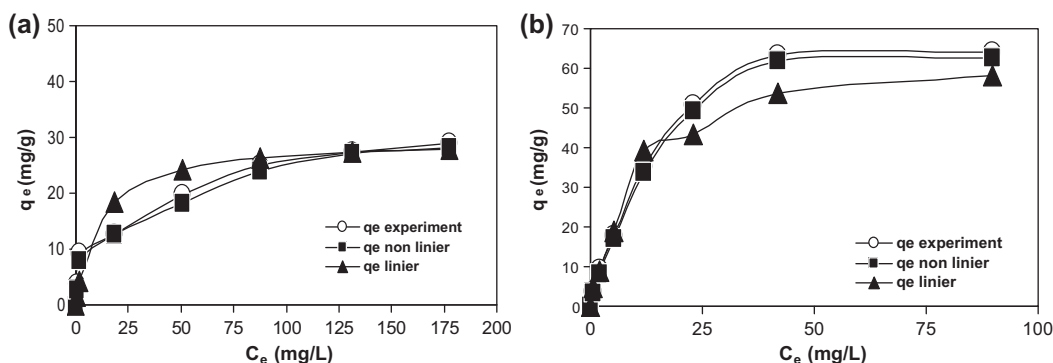 (a)
50
40
30
20
10
0
q e (mg/g)
qe experiment
qe non linier
qe linier
0 25 50 75 100 125 150 175 200
Ce (mg/L)
(b)
70
60
50
40
30
20
10
0
q e (mg/g)
qe experiment
qe non linier
qe linier
0 25 50 75 100
Ce (mg/L)